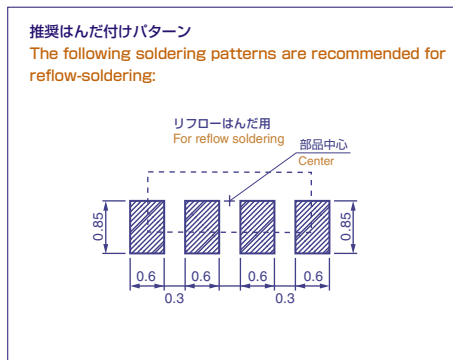 推奨はんだ付けパターン
The following soldering patterns are recommended for
reflow-soldering:
リフローはんだ用
For reflow soldering
部品中心
Center
0.85
0.85
0.6
0.6
0.6
0.6
0.3
0.3